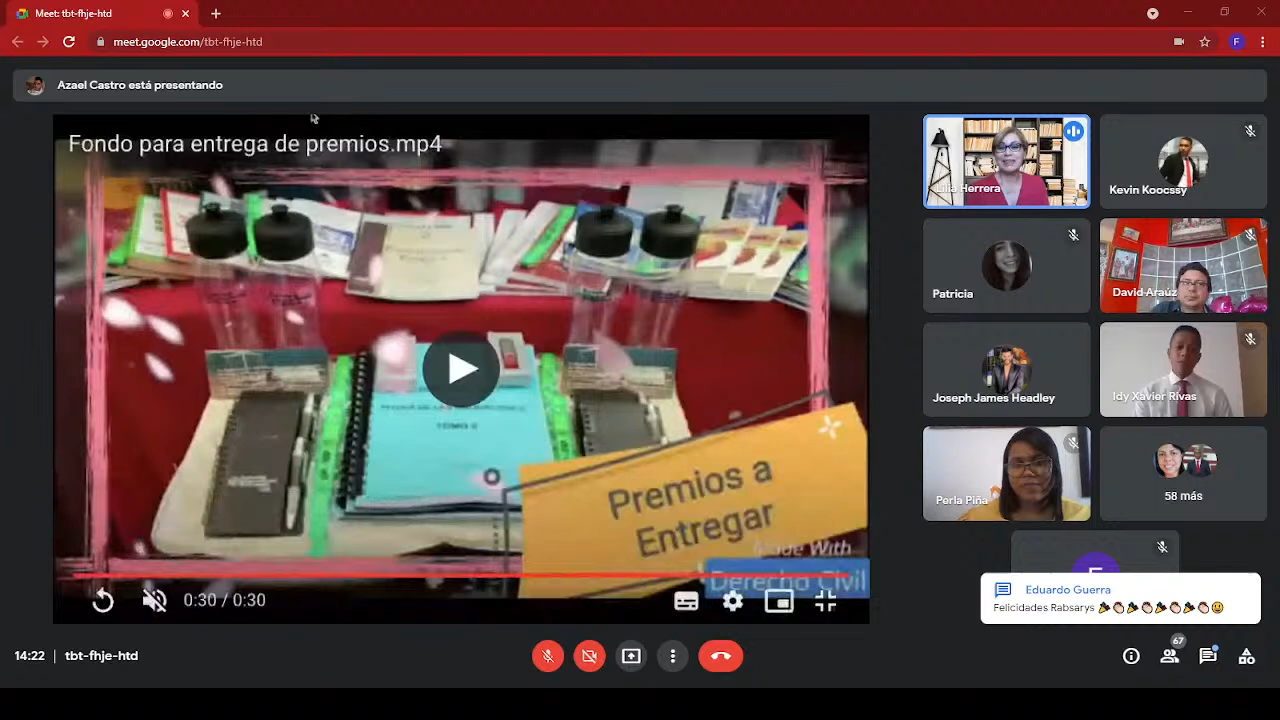 Meet: tbt-fhje-htd
meet.google.com/tbt-fhje-htd
F
Azael Castro está presentando
Fondo para entrega de premios.mp4
TOMO I
Premios a
Entregar
Made With
Derecho Civil
0:30 / 0:30
Lilia Herrera
Kevin Koocssy
Patricia
David Araúz
Joseph James Headley
Idy Xavier Rivas
Perla Piña
58 más
Eduardo Guerra
Felicidades Rabsarys 🎉👏🎉👏🎉👏🎉👏😃
14:22 | tbt-fhje-htd
67